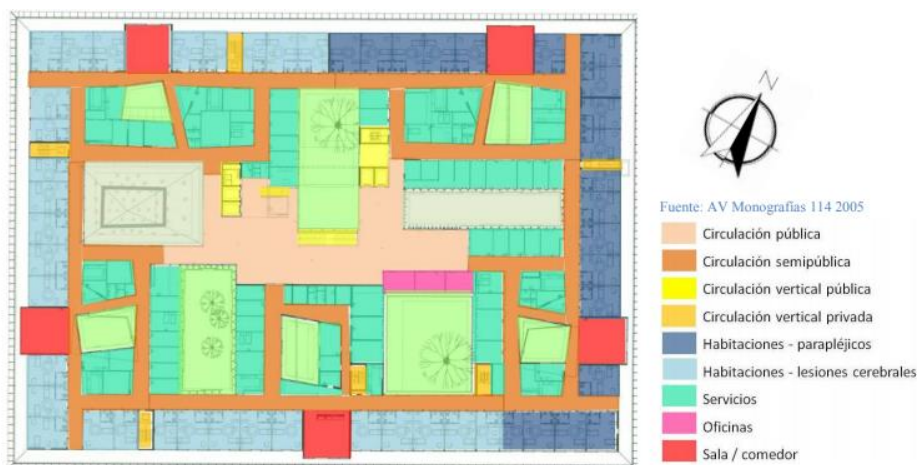 N
Fuente: AV Monografías 114 2005
Circulación pública
Circulación semipública
Circulación vertical pública
Circulación vertical privada
Habitaciones - parapléjicos
Habitaciones - lesiones cerebrales
Servicios
Oficinas
Sala / comedor